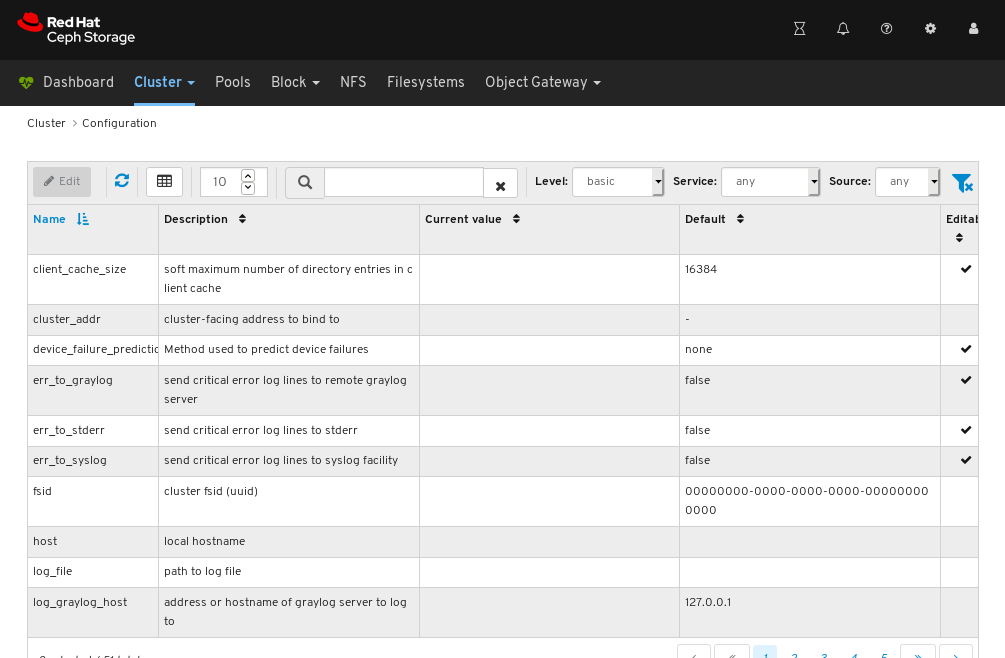 Red Hat
Ceph Storage
Dashboard Cluster Pools Block NFS Filesystems Object Gateway
Cluster > Configuration
Edit 10 Level: basic Service: any Source: any
Name Description Current value Default Editab
client_cache_size soft maximum number of directory entries in c 16384
lient cache
cluster_addr cluster-facing address to bind to -
device_failure_predictio Method used to predict device failures none
err_to_graylog send critical error log lines to remote graylog false
server
err_to_stderr send critical error log lines to stderr false
err_to_syslog send critical error log lines to syslog facility false
fsid cluster fsid (uuid) 00000000-0000-0000-0000-00000000
0000
host local hostname
log_file path to log file
log_graylog_host address or hostname of graylog server to log 127.0.0.1
to
1 2 3 4 5